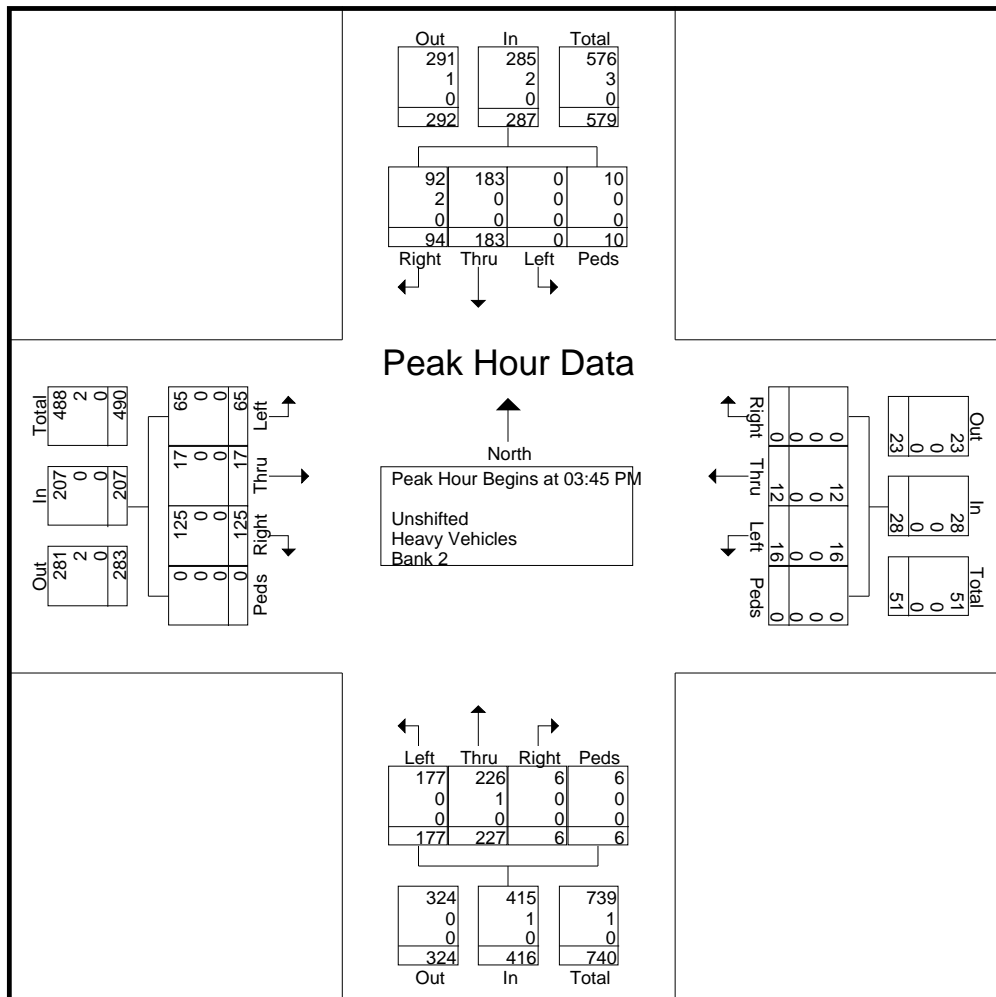 Out In Total
291 285 576
1 2 3
0 0 0
292 287 579
92 183 0 10
2 0 0 0
0 0 0 0
94 183 0 10
Right Thru Left Peds
Peak Hour Data
North
Peak Hour Begins at 03:45 PM
Unshifted
Heavy Vehicles
Bank 2
Total
488 2 0 490
In
207 0 0 207
Out
281 2 0 283
65 0 0 65
Left
17 0 0 17
Thru
125 0 0 125
Right
0 0 0 0
Peds
Right
0 0 0 0
Thru
12 0 0 12
Left
16 0 0 16
Peds
0 0 0 0
Out
23 0 0 23
In
28 0 0 28
Total
51 0 0 51
Left Thru Right Peds
177 226 6 6
0 1 0 0
0 0 0 0
177 227 6 6
324 415 739
0 1 1
0 0 0
324 416 740
Out In Total